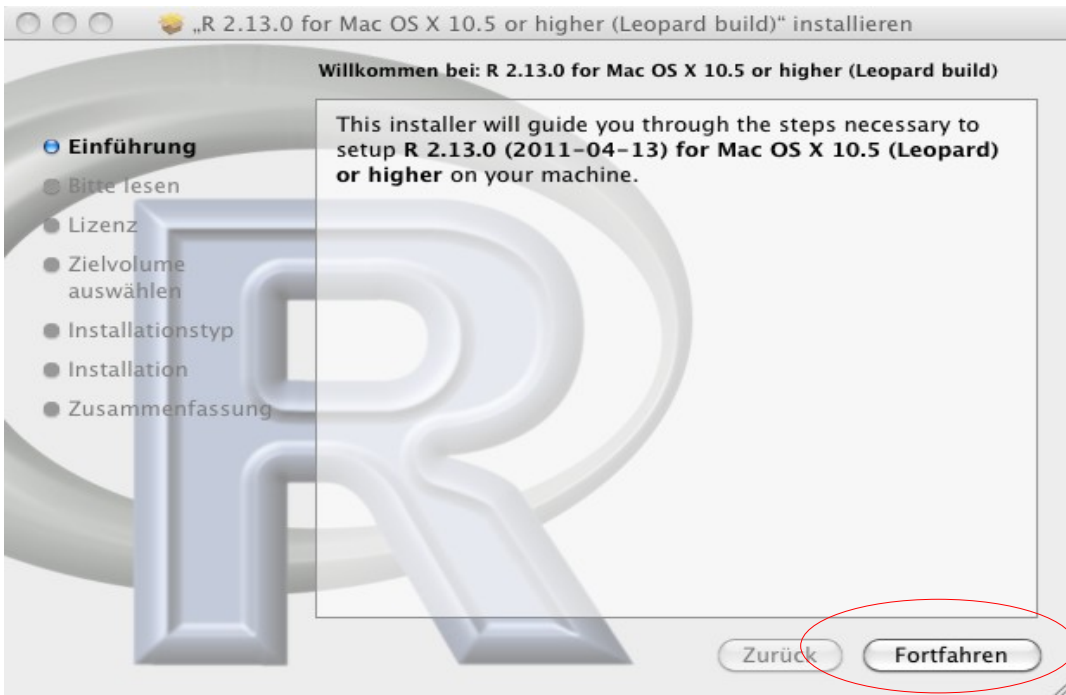 „R 2.13.0 for Mac OS X 10.5 or higher (Leopard build)“ installieren
Willkommen bei: R 2.13.0 for Mac OS X 10.5 or higher (Leopard build)
Einführung
Bitte lesen
Lizenz
Zielvolume
auswählen
Installationstyp
Installation
Zusammenfassung
This installer will guide you through the steps necessary to
setup R 2.13.0 (2011-04-13) for Mac OS X 10.5 (Leopard)
or higher on your machine.
R
Zurück
Fortfahren